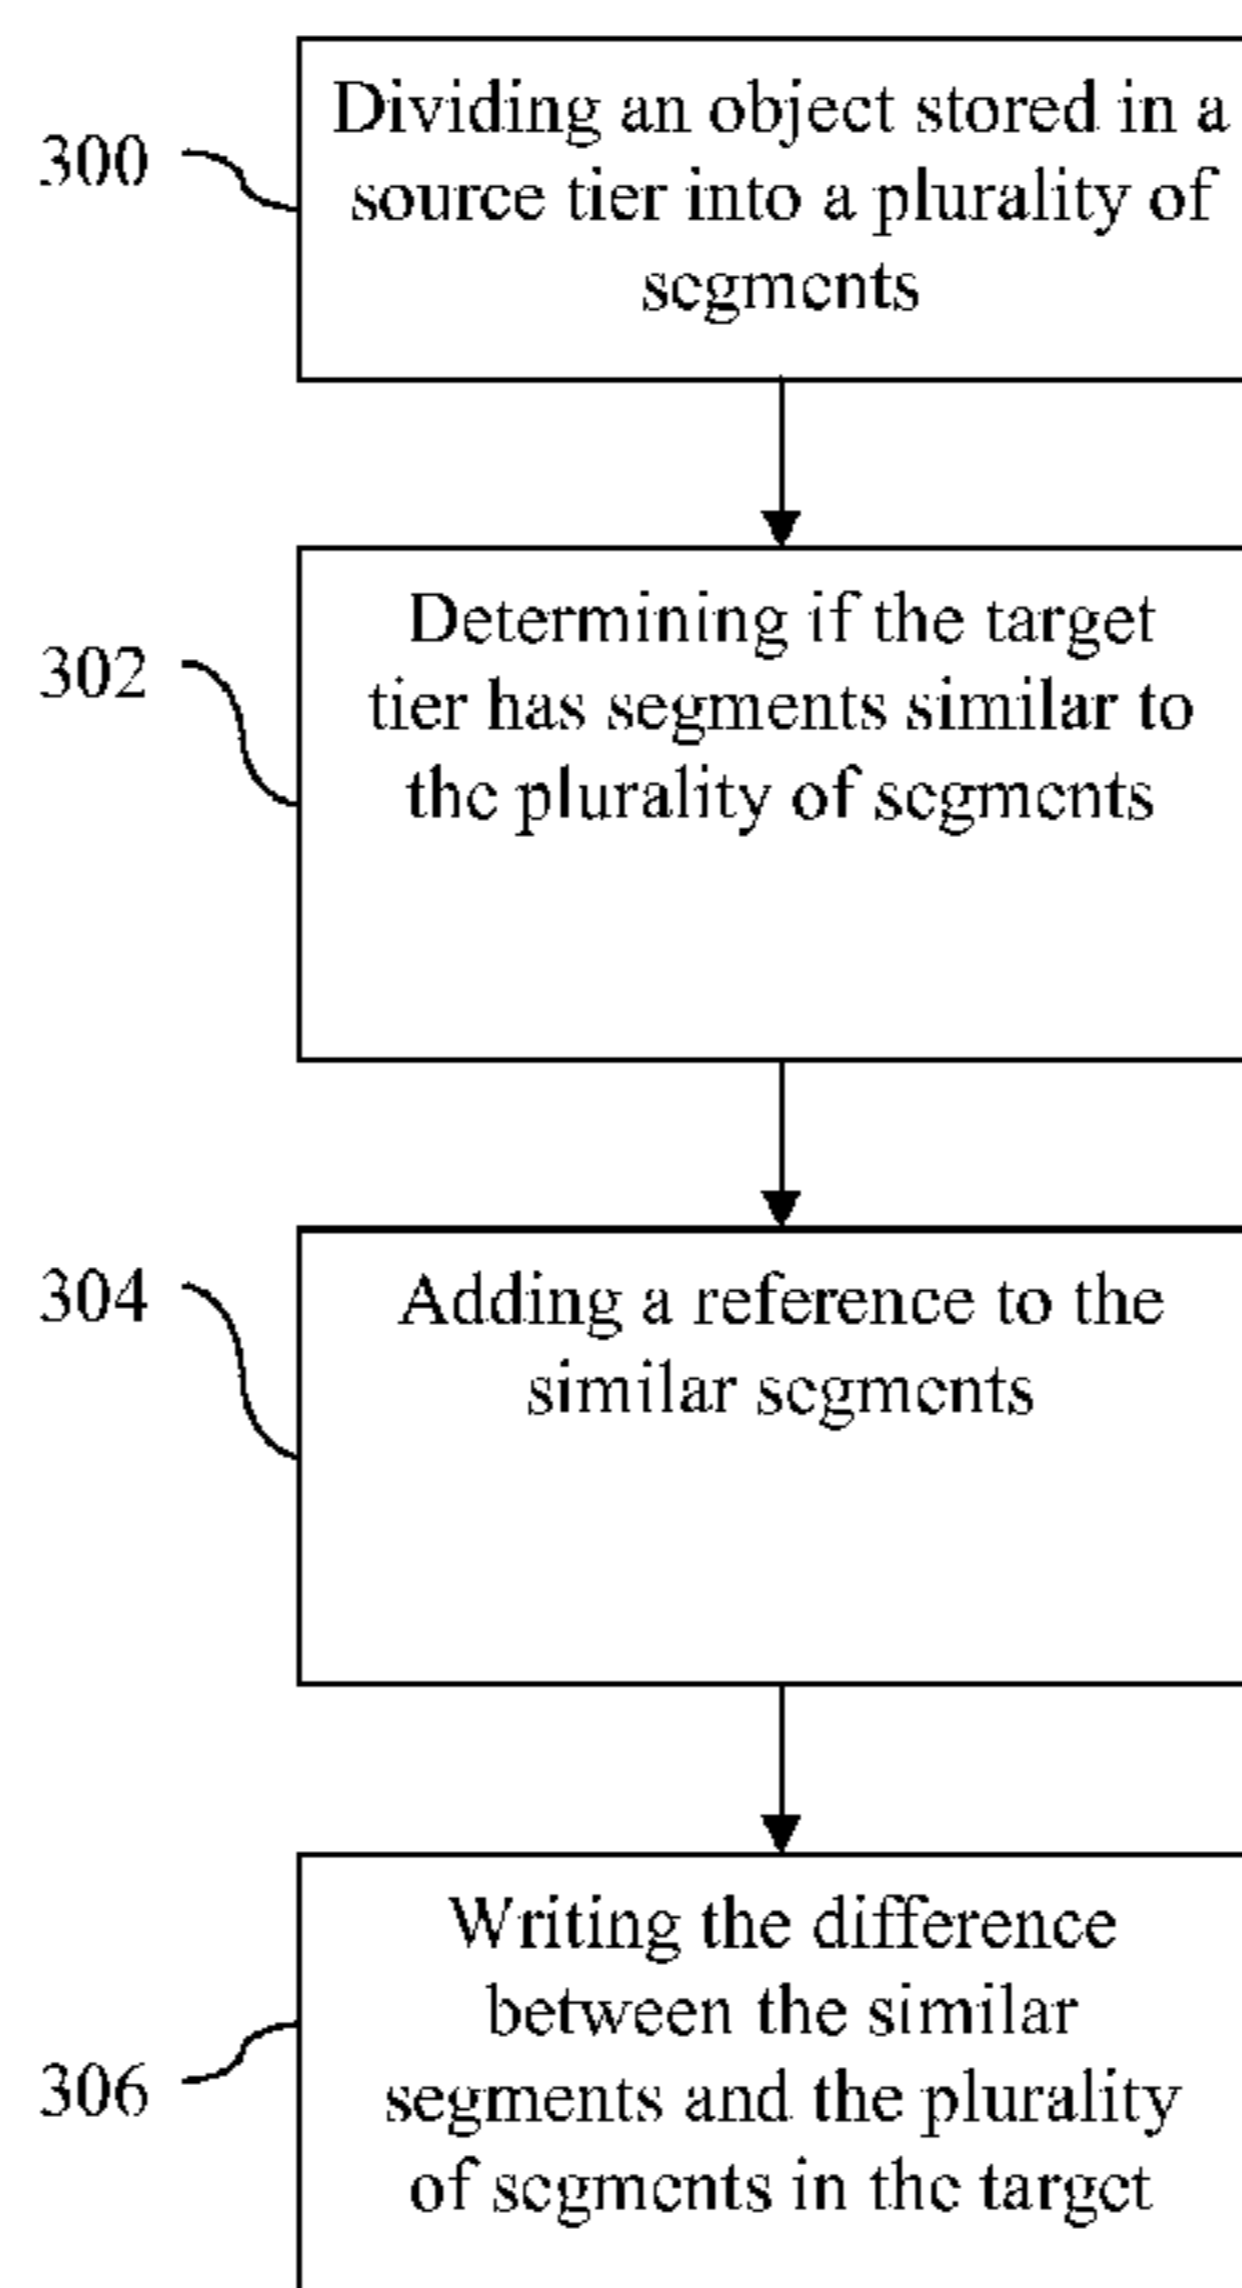 300
Dividing an object stored in a
source tier into a plurality of
segments
302
Determining if the target
tier has segments similar to
the plurality of segments
304
Adding a reference to the
similar segments
306
Writing the difference
between the similar
segments and the plurality
of segments in the target